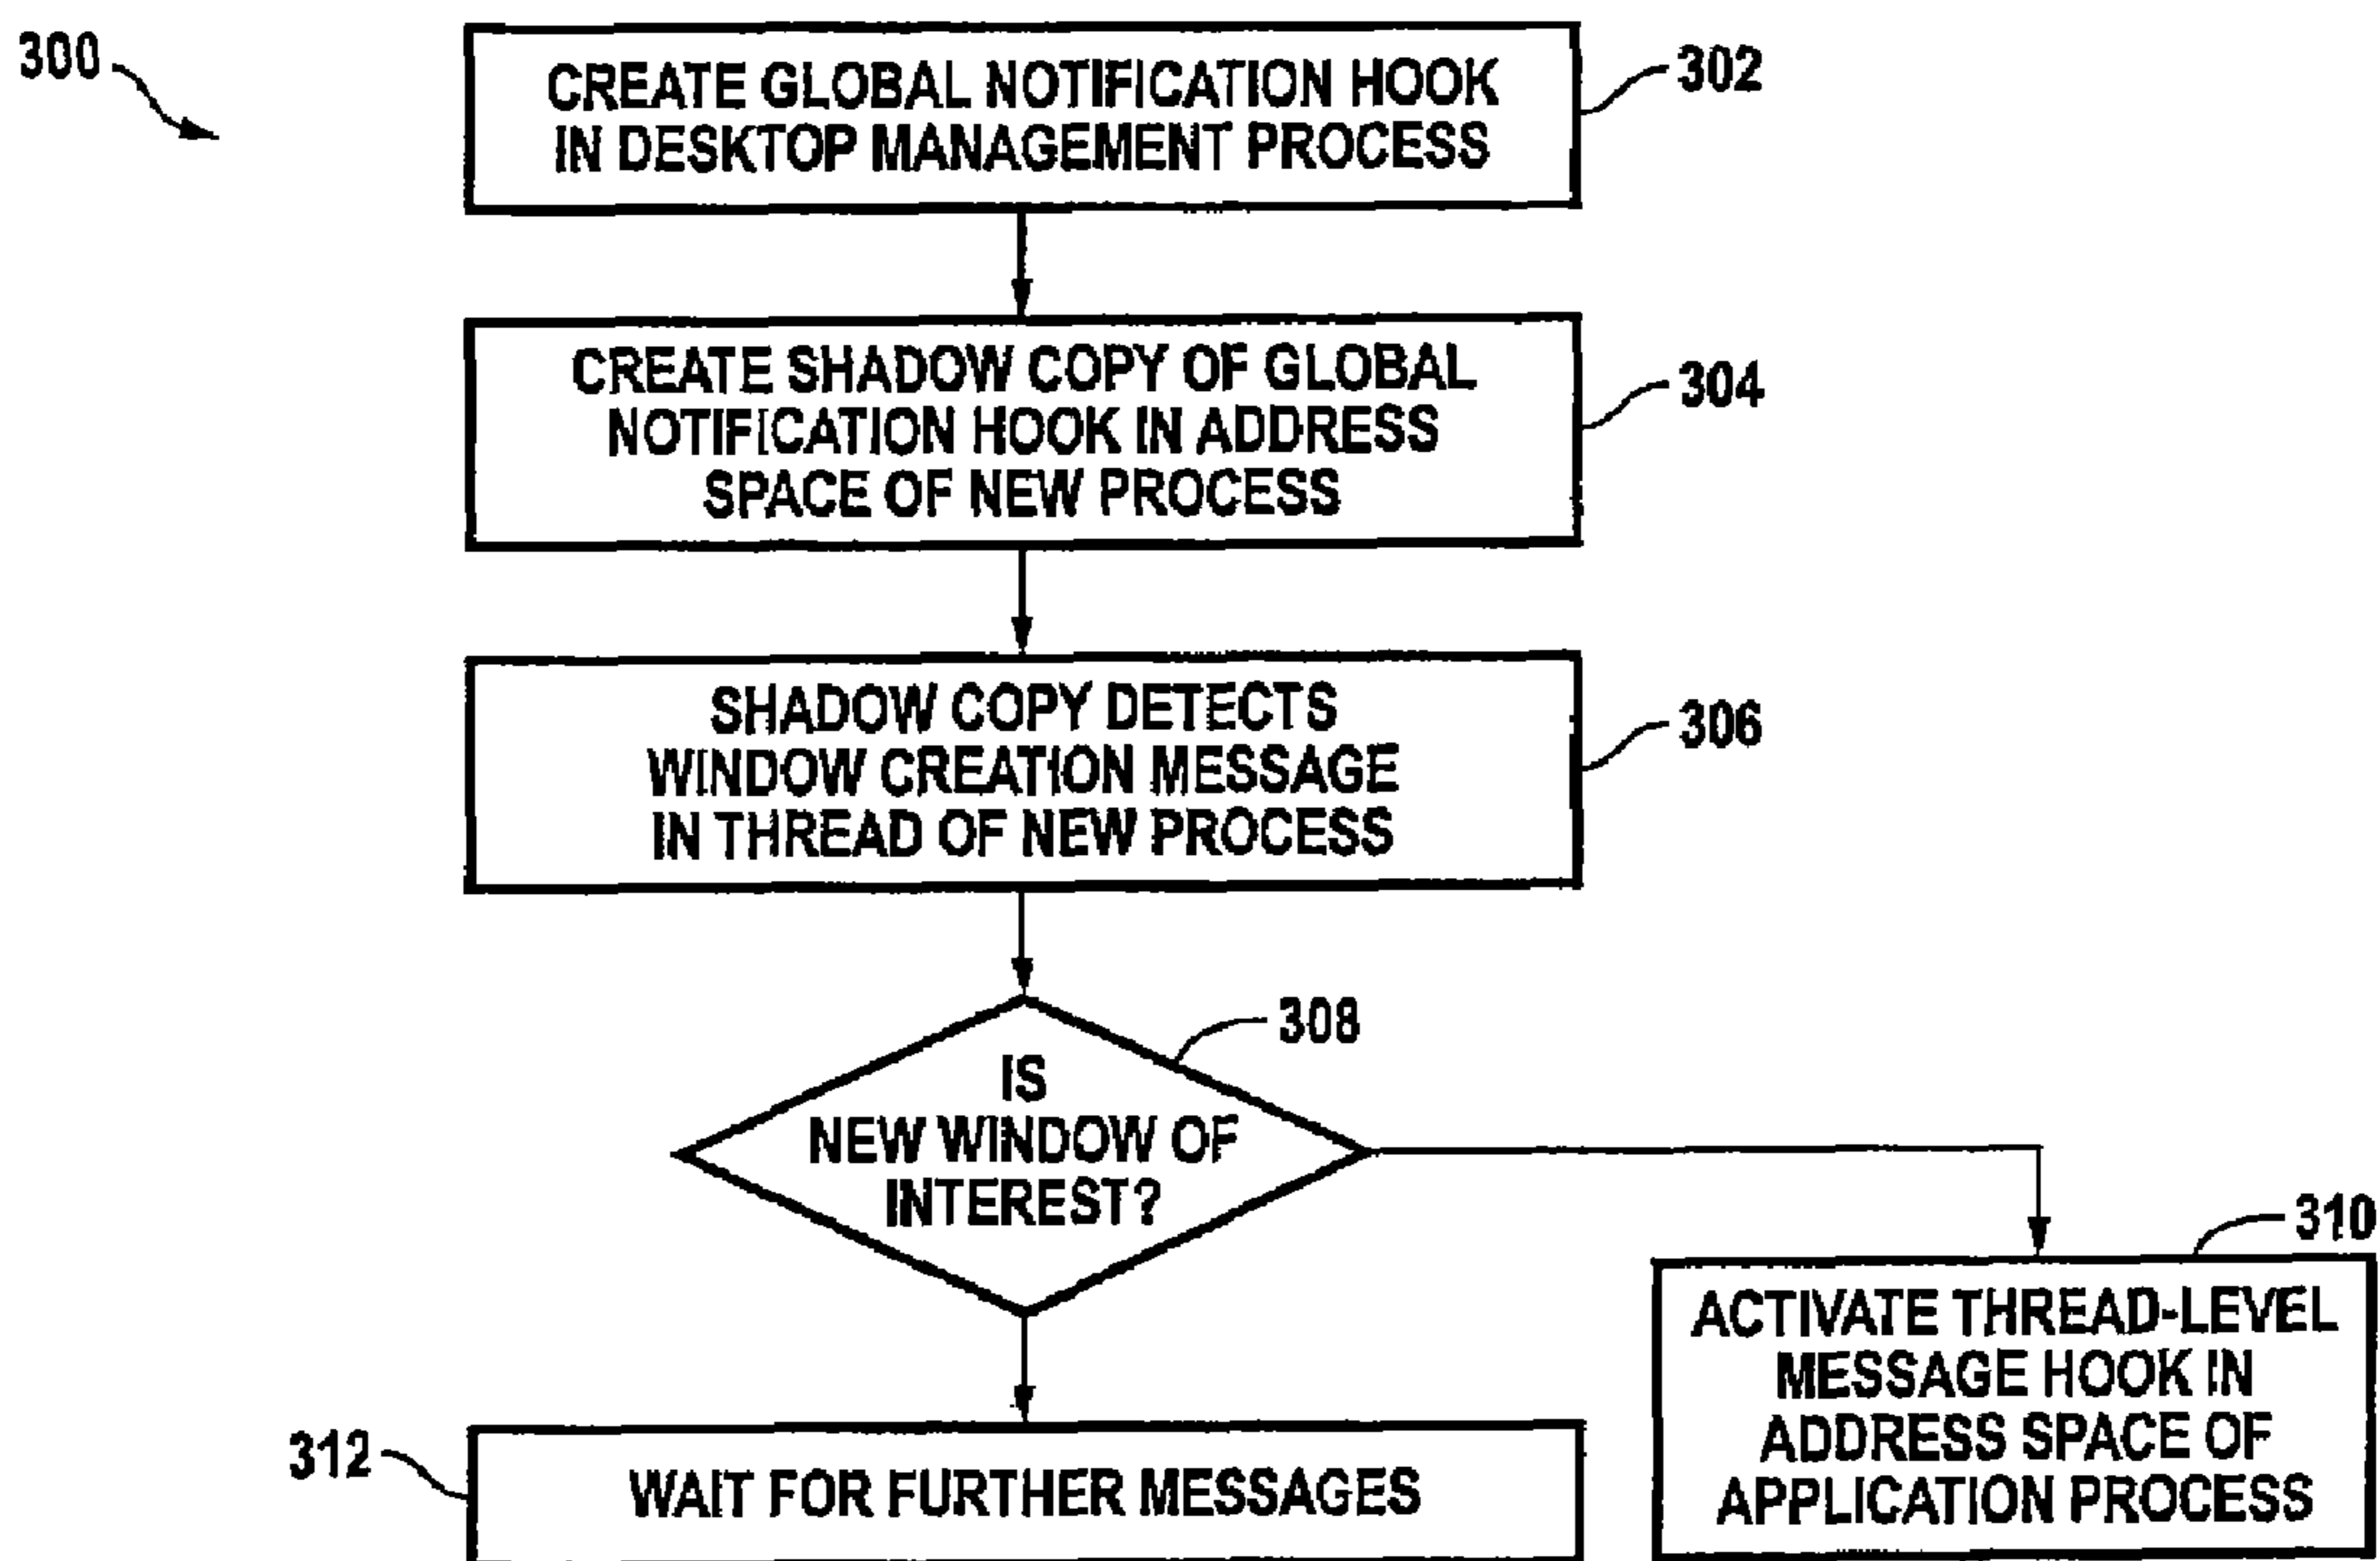 300
CREATE GLOBAL NOTIFICATION HOOK
IN DESKTOP MANAGEMENT PROCESS
302
CREATE SHADOW COPY OF GLOBAL
NOTIFICATION HOOK IN ADDRESS
SPACE OF NEW PROCESS
304
SHADOW COPY DETECTS
WINDOW CREATION MESSAGE
IN THREAD OF NEW PROCESS
306
IS
NEW WINDOW OF
INTEREST?
308
310
ACTIVATE THREAD-LEVEL
MESSAGE HOOK IN
ADDRESS SPACE OF
APPLICATION PROCESS
312
WAIT FOR FURTHER MESSAGES